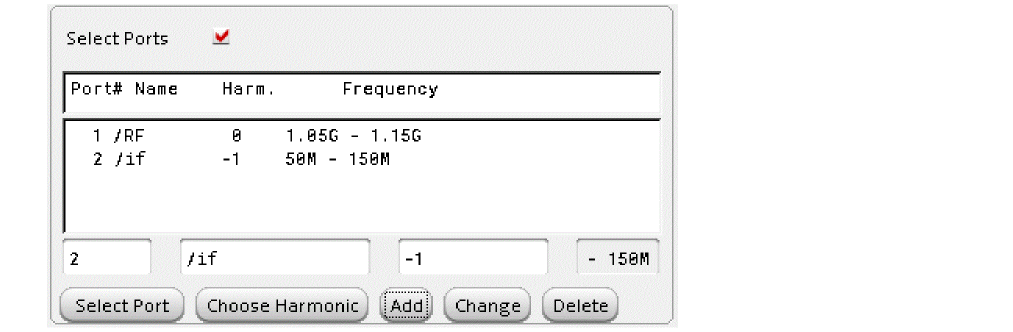 Select Ports
Port# Name Harm. Frequency
1 /RF 0 1.05G - 1.15G
2 /if -1 50M - 150M
2 /if -1 - 150M
Select Port Choose Harmonic Add Change Delete